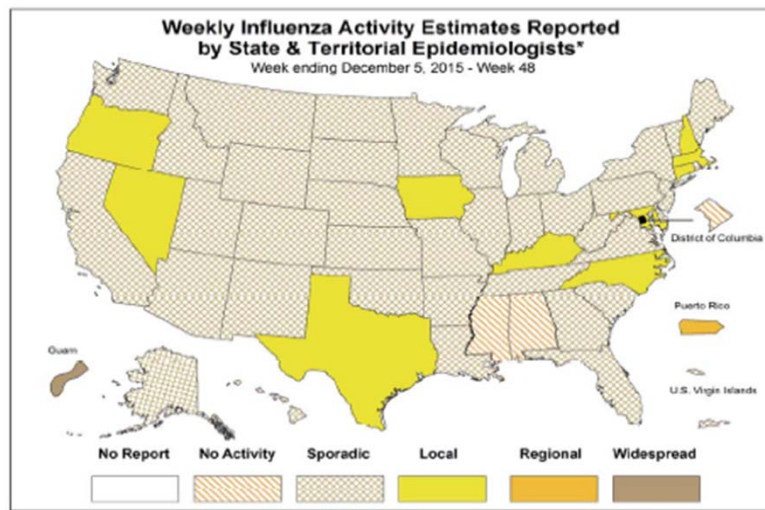 Weekly Influenza Activity Estimates Reported
by State & Territorial Epidemiologists*
Week ending December 5, 2015 - Week 48
District of Columbia
Puerto Rico
Guam
U.S. Virgin Islands
No Report No Activity Sporadic Local Regional Widespread